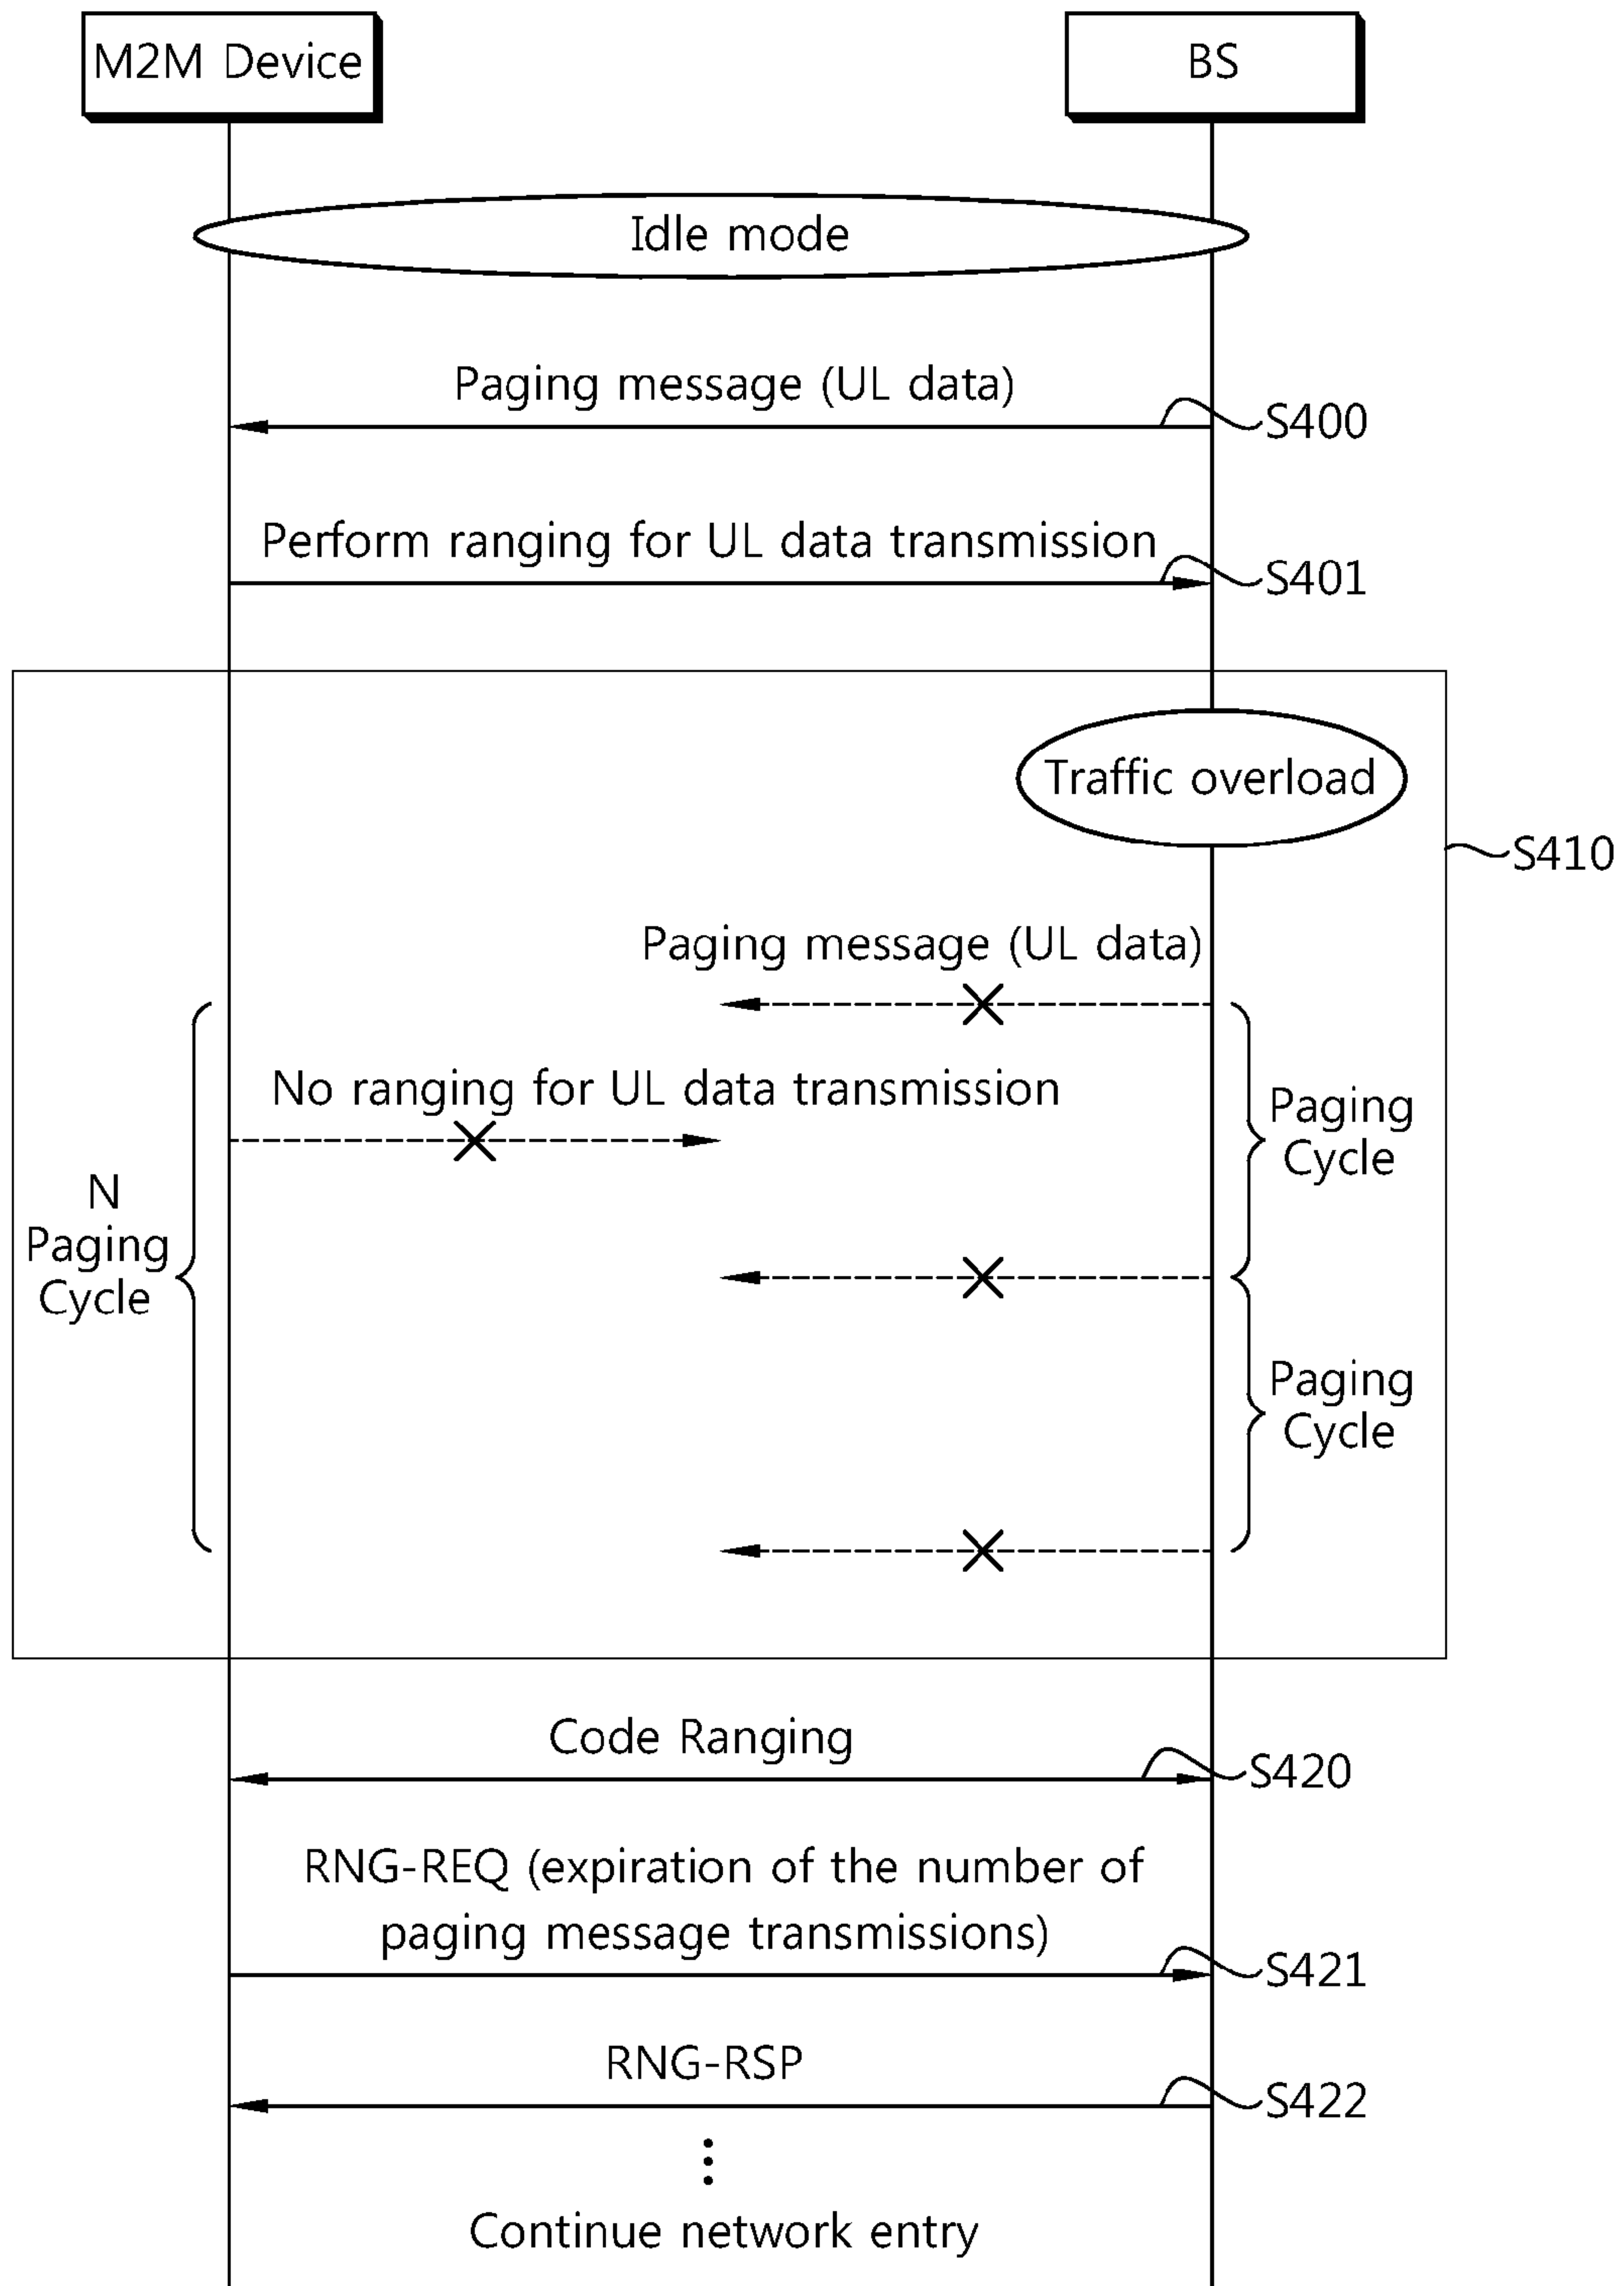 M2M Device
BS
Idle mode
Paging message (UL data)
S400
Perform ranging for UL data transmission
S401
Traffic overload
S410
Paging message (UL data)
No ranging for UL data transmission
Paging
Cycle
N
Paging
Cycle
Paging
Cycle
Code Ranging
S420
RNG-REQ (expiration of the number of
paging message transmissions)
S421
RNG-RSP
S422
Continue network entry